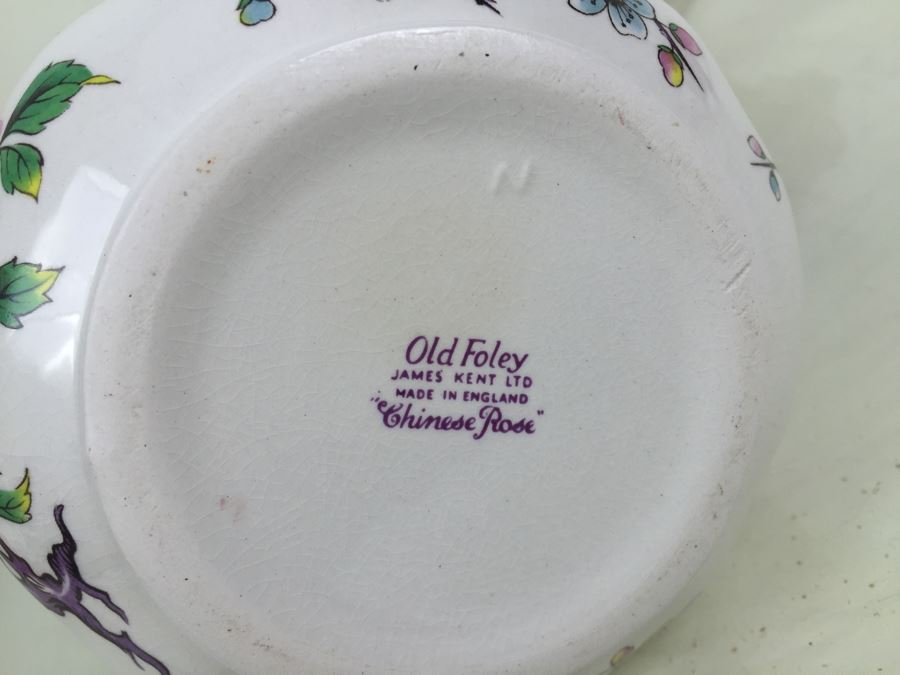 Old Foley
JAMES KENT LTD
MADE IN ENGLAND
"Chinese Rose"